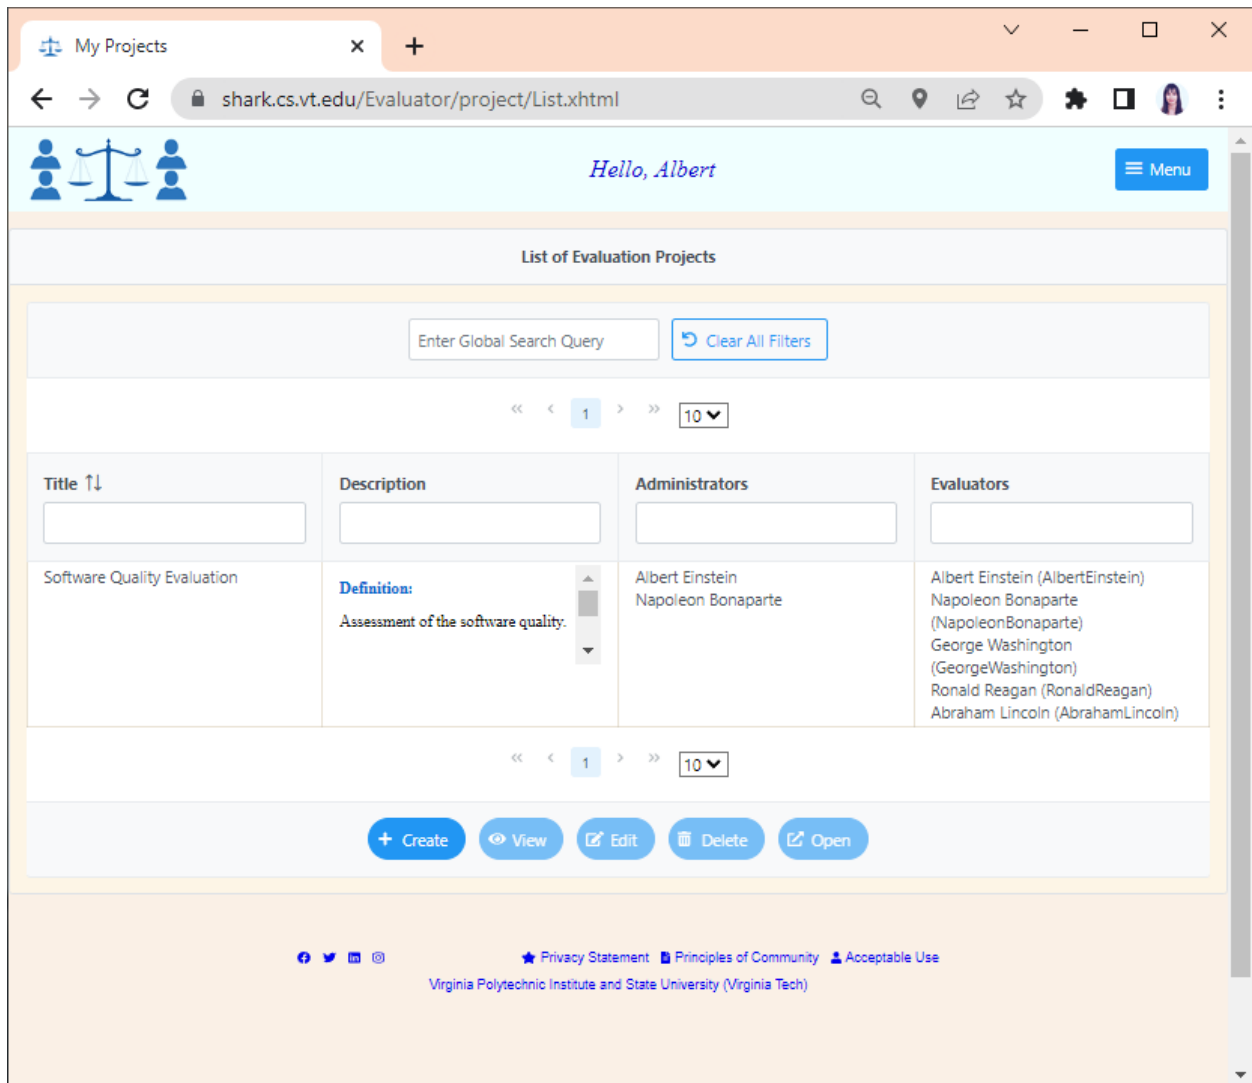 My Projects
shark.cs.vt.edu/Evaluator/project/List.xhtml
Hello, Albert
Menu
List of Evaluation Projects
Enter Global Search Query
Clear All Filters
1
10
Title
Description
Administrators
Evaluators
Software Quality Evaluation
Definition:
Assessment of the software quality.
Albert Einstein
Napoleon Bonaparte
Albert Einstein (AlbertEinstein)
Napoleon Bonaparte
(NapoleonBonaparte)
George Washington
(GeorgeWashington)
Ronald Reagan (RonaldReagan)
Abraham Lincoln (AbrahamLincoln)
1
10
Create
View
Edit
Delete
Open
Privacy Statement Principles of Community Acceptable Use
Virginia Polytechnic Institute and State University (Virginia Tech)